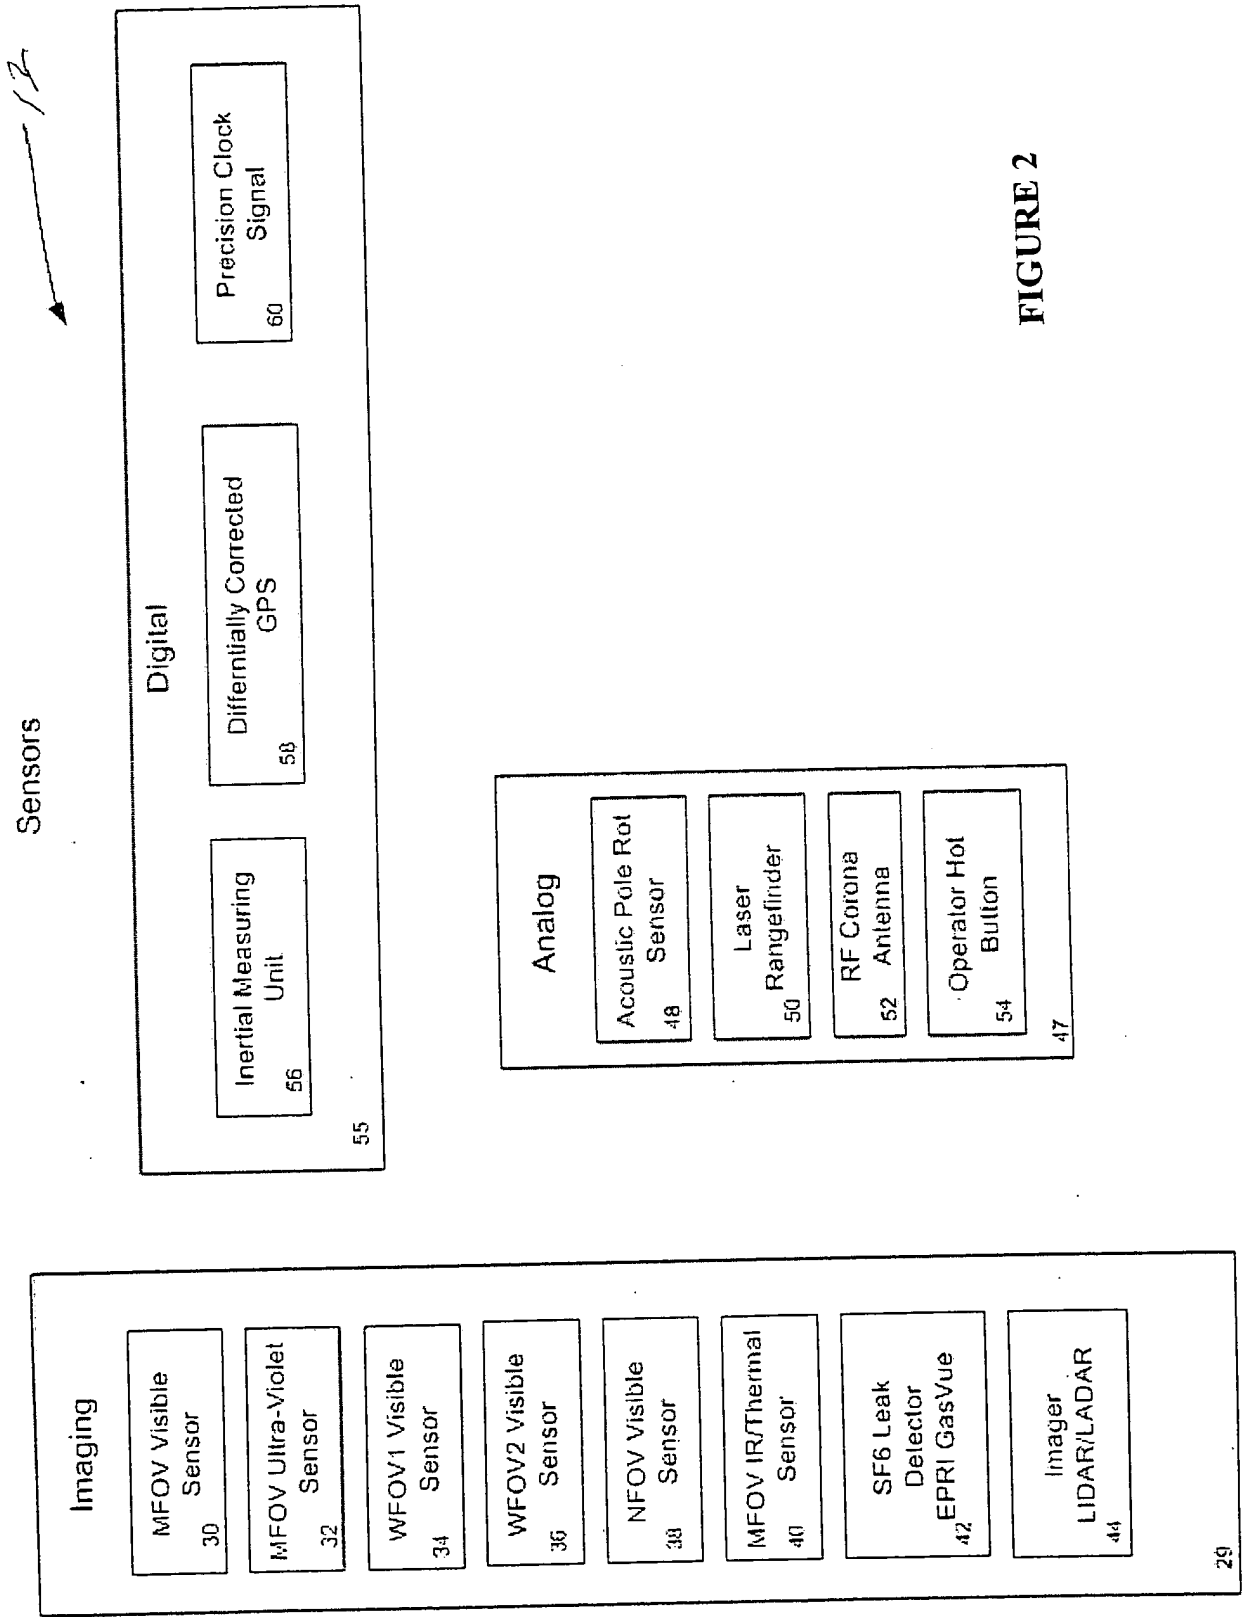 Sensors
12
Imaging
MFOV Visible
Sensor
30
MFOV Ultra-Violet
Sensor
32
WFOV1 Visible
Sensor
34
WFOV2 Visible
Sensor
36
NFOV Visible
Sensor
38
MFOV IR/Thermal
Sensor
40
SF6 Leak
Detector
EPRI GasVue
42
Imager
LIDAR/LADAR
44
29
Digital
Inertial Measuring
Unit
56
Differntially Corrected
GPS
58
Precision Clock
Signal
60
55
Analog
Acoustic Pole Rot
Sensor
48
Laser
Rangefinder
50
RF Corona
Antenna
52
Operator Hot
Button
54
47
FIGURE 2